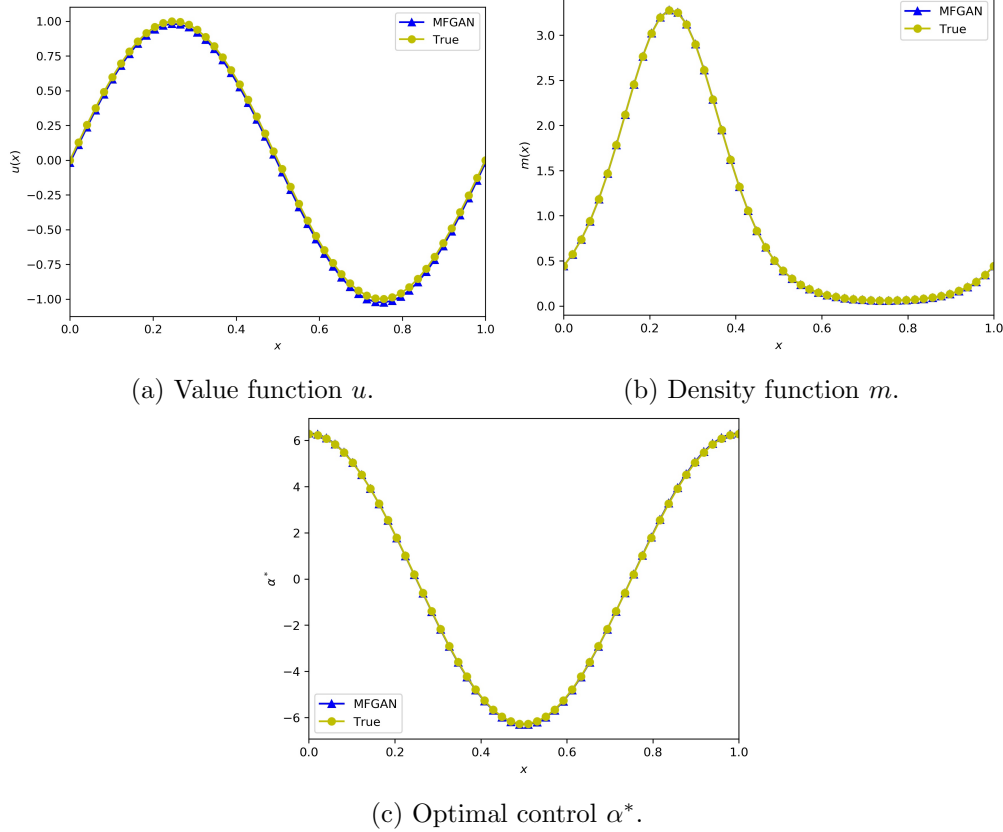 1.00
0.75
0.50
0.25
0.00
−0.25
−0.50
−0.75
−1.00
u(x)
0.0 0.2 0.4 0.6 0.8 1.0
x
MFGAN
True
(a) Value function u.
3.0
2.5
2.0
1.5
1.0
0.5
0.0
m(x)
0.0 0.2 0.4 0.6 0.8 1.0
x
MFGAN
True
(b) Density function m.
6
4
2
0
−2
−4
−6
α*
0.0 0.2 0.4 0.6 0.8 1.0
x
MFGAN
True
(c) Optimal control α*.